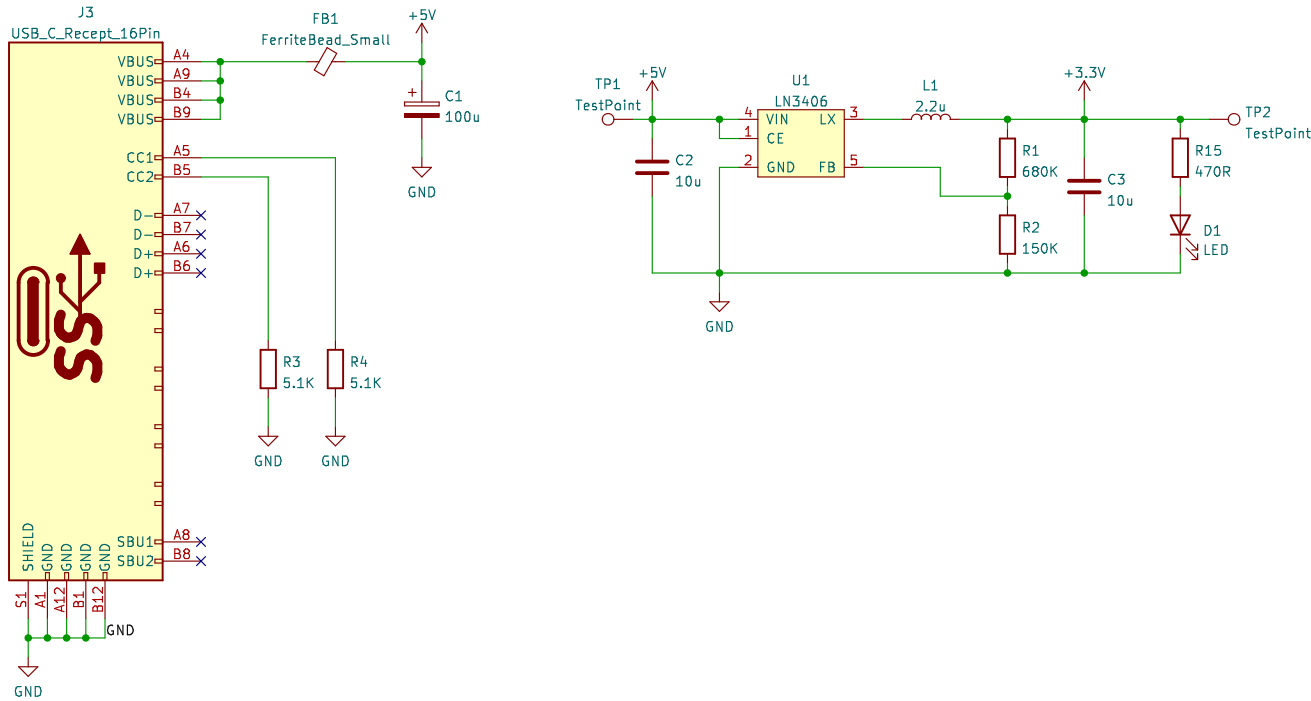 J3
USB_C_Recept_16Pin
VBUS A4
VBUS A9
VBUS B4
VBUS B9
CC1 A5
CC2 B5
D- A7
D- B7
D+ A6
D+ B6
SBU1 A8
SBU2 B8
SHIELD
GND
GND
GND
GND
S1
A1
A12
B1
B12
GND
GND
FB1
FerriteBead_Small
+5V
C1
100u
GND
R3
5.1K
GND
R4
5.1K
GND
TP1
TestPoint
+5V
C2
10u
U1
LN3406
4 VIN
1 CE
2 GND
LX 3
FB 5
GND
L1
2.2u
R1
680K
R2
150K
+3.3V
C3
10u
R15
470R
D1
LED
TP2
TestPoint